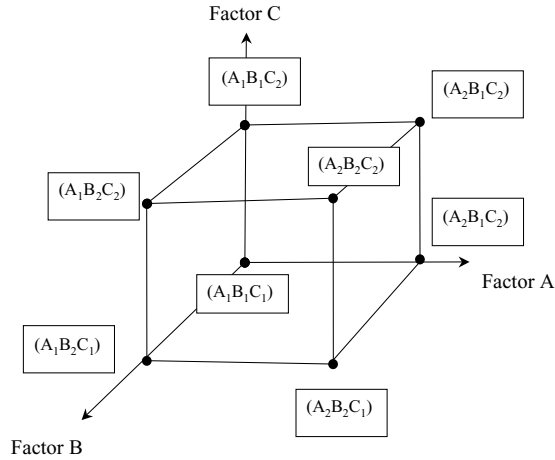 Factor C
(A₁B₁C₂)
(A₂B₁C₂)
(A₂B₂C₂)
(A₁B₂C₂)
(A₂B₁C₂)
Factor A
(A₁B₁C₁)
(A₁B₂C₁)
(A₂B₂C₁)
Factor B